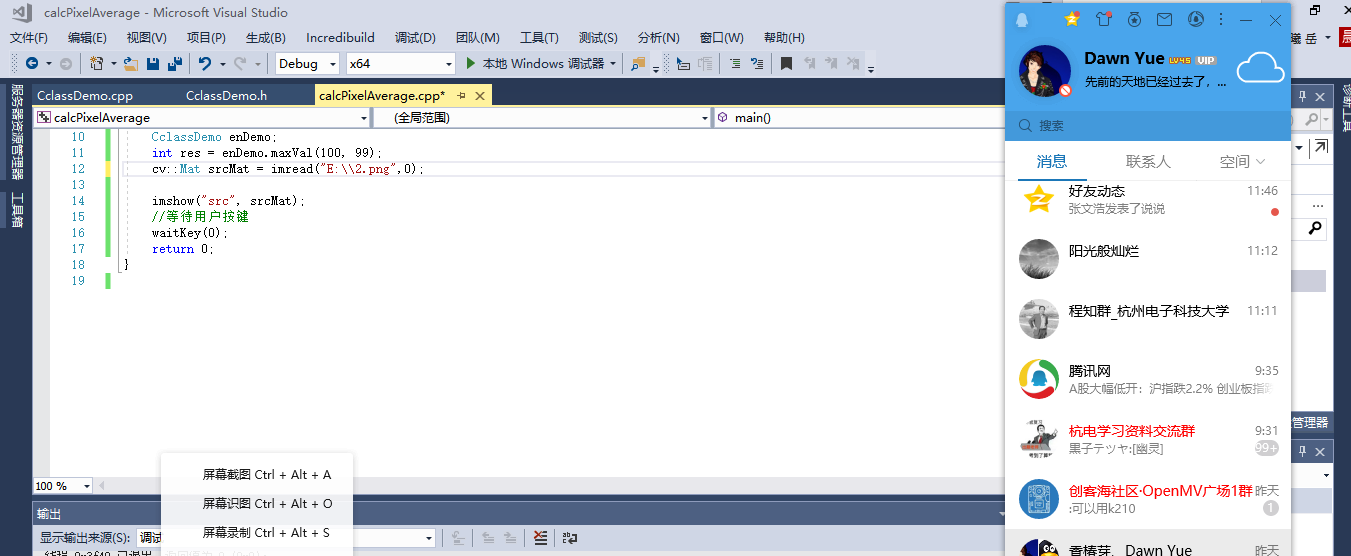 calcPixelAverage - Microsoft Visual Studio
文件(F) 编辑(E) 视图(V) 项目(P) 生成(B) Incredibuild 调试(D) 团队(M) 工具(T) 测试(S) 分析(N) 窗口(W) 帮助(H)
Debug x64 本地 Windows 调试器
服务器资源管理器
工具箱
CclassDemo.cpp CclassDemo.h calcPixelAverage.cpp*
calcPixelAverage (全局范围) main()
10 CclassDemo enDemo;
11 int res = enDemo.maxVal(100, 99);
12 cv::Mat srcMat = imread("E:\\2.png",0);
13
14 imshow("src", srcMat);
15 //等待用户按键
16 waitKey(0);
17 return 0;
18 }
19
100 %
屏幕截图 Ctrl + Alt + A
屏幕识图 Ctrl + Alt + O
屏幕录制 Ctrl + Alt + S
输出
显示输出来源(S): 调试
Dawn Yue LV45 VIP
先前的天地已经过去了，...
搜索
消息 联系人 空间
好友动态 11:46
张文浩发表了说说
阳光般灿烂 11:12
程知群_杭州电子科技大学 11:11
腾讯网 9:35
A股大幅低开：沪指跌2.2% 创业板指跌
杭电学习资料交流群 9:31
黒子テツヤ:[幽灵] 99+
创客海社区·OpenMV广场1群 昨天
:可以用k210 1
香椿芽、Dawn Yue 昨天
岳
管理器